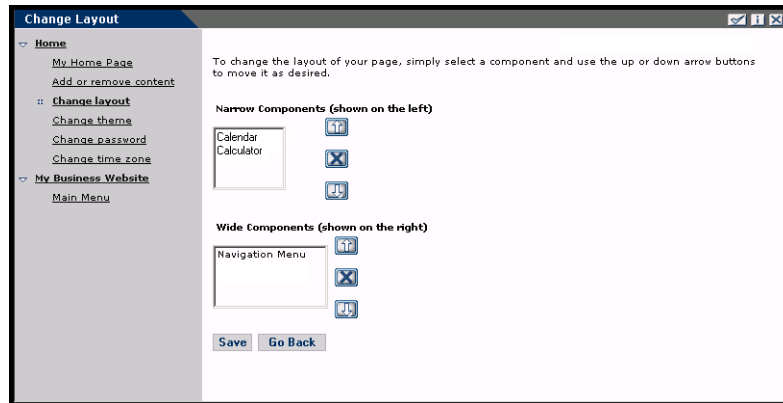 Change Layout
Home
My Home Page
Add or remove content
Change layout
Change theme
Change password
Change time zone
My Business Website
Main Menu
To change the layout of your page, simply select a component and use the up or down arrow buttons
to move it as desired.
Narrow Components (shown on the left)
Calendar
Calculator
Wide Components (shown on the right)
Navigation Menu
Save Go Back